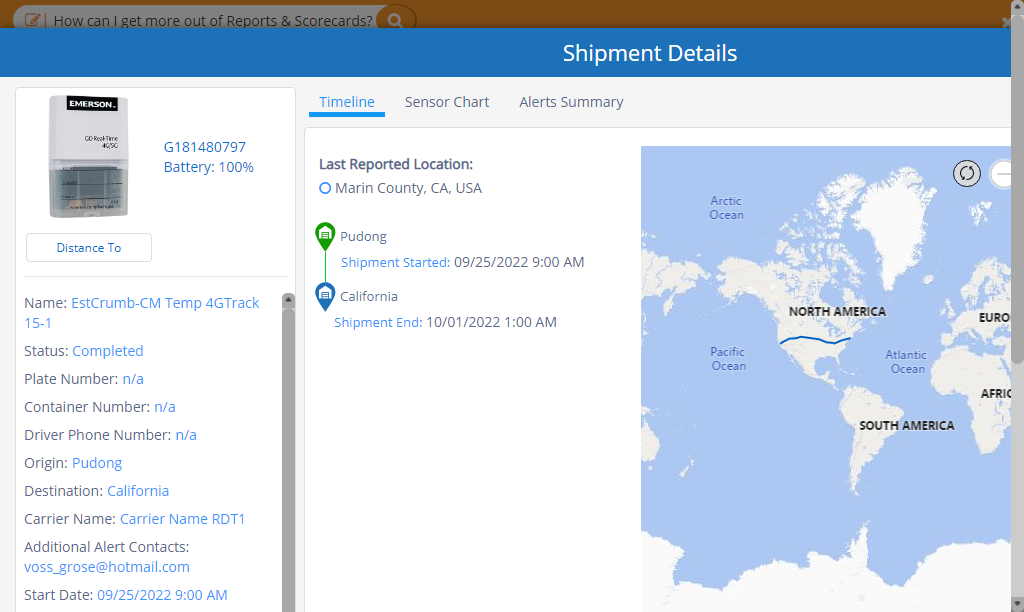 How can I get more out of Reports & Scorecards?
Shipment Details
EMERSON
GO Real-Time
4G/5G
G181480797
Battery: 100%
Distance To
Name: EstCrumb-CM Temp 4GTrack
15-1
Status: Completed
Plate Number: n/a
Container Number: n/a
Driver Phone Number: n/a
Origin: Pudong
Destination: California
Carrier Name: Carrier Name RDT1
Additional Alert Contacts:
voss_grose@hotmail.com
Start Date: 09/25/2022 9:00 AM
Timeline Sensor Chart Alerts Summary
Last Reported Location:
Marin County, CA, USA
Pudong
Shipment Started: 09/25/2022 9:00 AM
California
Shipment End: 10/01/2022 1:00 AM
Arctic
Ocean
NORTH AMERICA
EURO
Pacific
Ocean
Atlantic
Ocean
AFRIC
SOUTH AMERICA